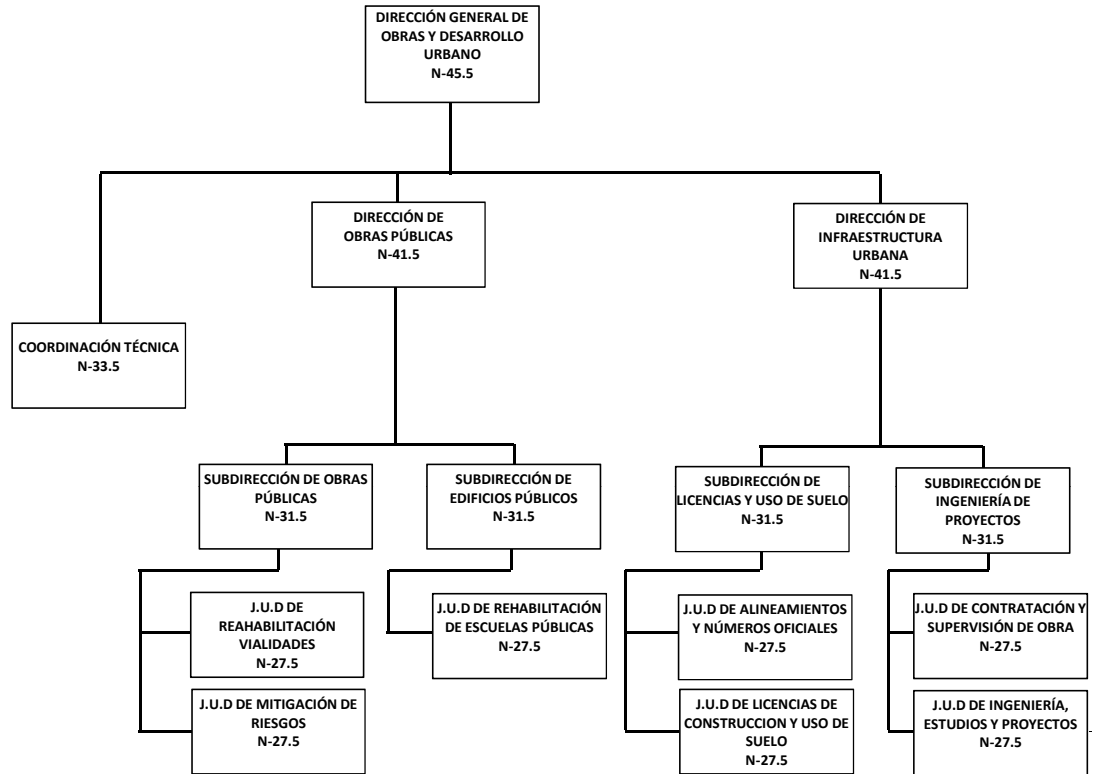 DIRECCIÓN GENERAL DE
OBRAS Y DESARROLLO
URBANO
N-45.5
DIRECCIÓN DE
OBRAS PÚBLICAS
N-41.5
DIRECCIÓN DE
INFRAESTRUCTURA
URBANA
N-41.5
COORDINACIÓN TÉCNICA
N-33.5
SUBDIRECCIÓN DE OBRAS
PÚBLICAS
N-31.5
SUBDIRECCIÓN DE
EDIFICIOS PÚBLICOS
N-31.5
SUBDIRECCIÓN DE
LICENCIAS Y USO DE SUELO
N-31.5
SUBDIRECCIÓN DE
INGENIERÍA DE
PROYECTOS
N-31.5
J.U.D DE
REAHABILITACIÓN
VIALIDADES
N-27.5
J.U.D DE REHABILITACIÓN
DE ESCUELAS PÚBLICAS
N-27.5
J.U.D DE ALINEAMIENTOS
Y NÚMEROS OFICIALES
N-27.5
J.U.D DE CONTRATACIÓN Y
SUPERVISIÓN DE OBRA
N-27.5
J.U.D DE MITIGACIÓN DE
RIESGOS
N-27.5
J.U.D DE LICENCIAS DE
CONSTRUCCION Y USO DE
SUELO
N-27.5
J.U.D DE INGENIERÍA,
ESTUDIOS Y PROYECTOS
N-27.5